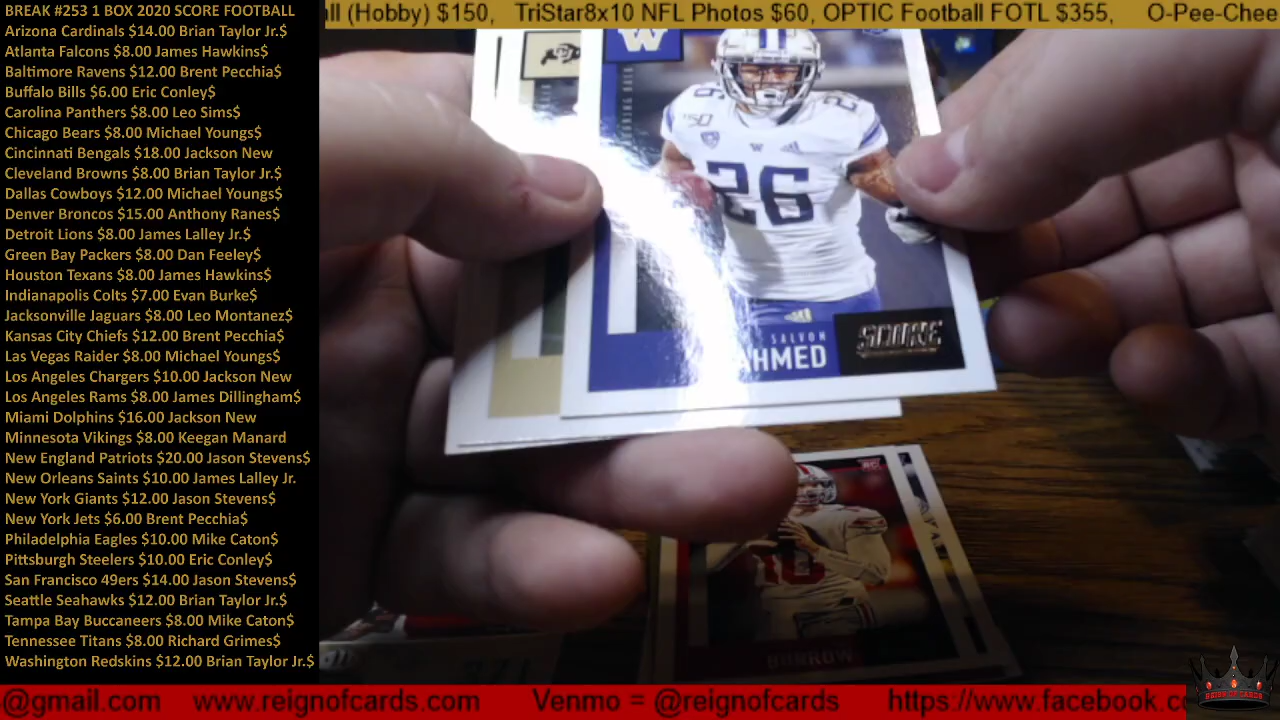 BREAK #253 1 BOX 2020 SCORE FOOTBALL
Arizona Cardinals $14.00 Brian Taylor Jr.$
Atlanta Falcons $8.00 James Hawkins$
Baltimore Ravens $12.00 Brent Pecchia$
Buffalo Bills $6.00 Eric Conley$
Carolina Panthers $8.00 Leo Sims$
Chicago Bears $8.00 Michael Youngs$
Cincinnati Bengals $18.00 Jackson New
Cleveland Browns $8.00 Brian Taylor Jr.$
Dallas Cowboys $12.00 Michael Youngs$
Denver Broncos $15.00 Anthony Ranes$
Detroit Lions $8.00 James Lalley Jr.$
Green Bay Packers $8.00 Dan Feeley$
Houston Texans $8.00 James Hawkins$
Indianapolis Colts $7.00 Evan Burke$
Jacksonville Jaguars $8.00 Leo Montanez$
Kansas City Chiefs $12.00 Brent Pecchia$
Las Vegas Raider $8.00 Michael Youngs$
Los Angeles Chargers $10.00 Jackson New
Los Angeles Rams $8.00 James Dillingham$
Miami Dolphins $16.00 Jackson New
Minnesota Vikings $8.00 Keegan Manard
New England Patriots $20.00 Jason Stevens$
New Orleans Saints $10.00 James Lalley Jr.
New York Giants $12.00 Jason Stevens$
New York Jets $6.00 Brent Pecchia$
Philadelphia Eagles $10.00 Mike Caton$
Pittsburgh Steelers $10.00 Eric Conley$
San Francisco 49ers $14.00 Jason Stevens$
Seattle Seahawks $12.00 Brian Taylor Jr.$
Tampa Bay Buccaneers $8.00 Mike Caton$
Tennessee Titans $8.00 Richard Grimes$
Washington Redskins $12.00 Brian Taylor Jr.$
(Hobby) $150, TriStar8x10 NFL Photos $60, OPTIC Football FOTL $355, O-Pee-Chee
W
26
150
W
26
SALVON
AHMED
SCORE
RC
10
BURROW
REIGN OF CARDS
@gmail.com www.reignofcards.com Venmo = @reignofcards https://www.facebook.c